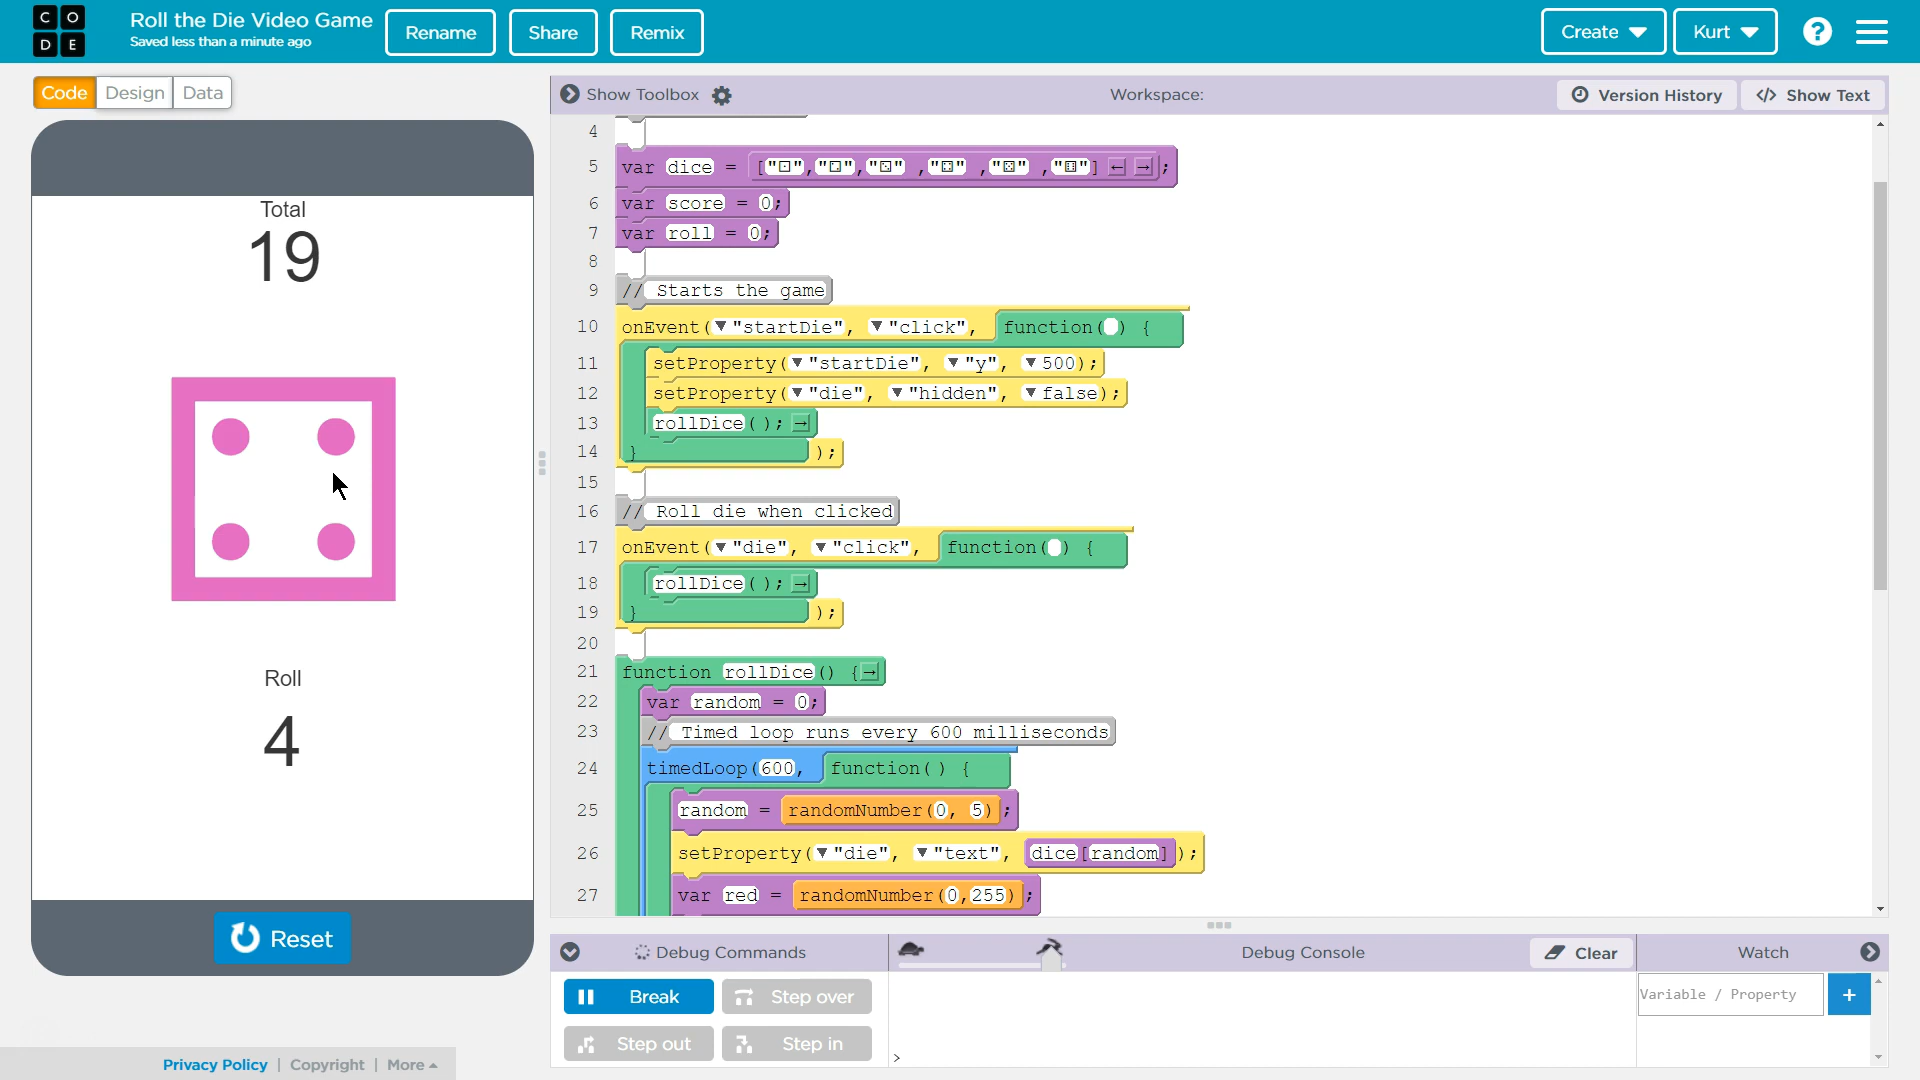 CODE
Roll the Die Video Game
Saved less than a minute ago
Rename
Share
Remix
Create
Kurt
?
Code
Design
Data
Show Toolbox
Workspace:
Version History
</> Show Text
Total
19
Roll
4
Reset
4
5 var dice = ["⚀","⚁","⚂" ,"⚃" ,"⚄" ,"⚅"] ← → ;
6 var score = 0;
7 var roll = 0;
8
9 // Starts the game
10 onEvent(▼"startDie", ▼"click", function( ) {
11 setProperty(▼"startDie", ▼"y", ▼500);
12 setProperty(▼"die", ▼"hidden", ▼false);
13 rollDice(); →
14 } );
15
16 // Roll die when clicked
17 onEvent(▼"die", ▼"click", function( ) {
18 rollDice(); →
19 } );
20
21 function rollDice() { →
22 var random = 0;
23 // Timed loop runs every 600 milliseconds
24 timedLoop(600, function() {
25 random = randomNumber(0, 5);
26 setProperty(▼"die", ▼"text", dice[random]);
27 var red = randomNumber(0,255);
Debug Commands
Debug Console
Clear
Watch
Break
Step over
Step out
Step in
>
Variable / Property
+
Privacy Policy | Copyright | More